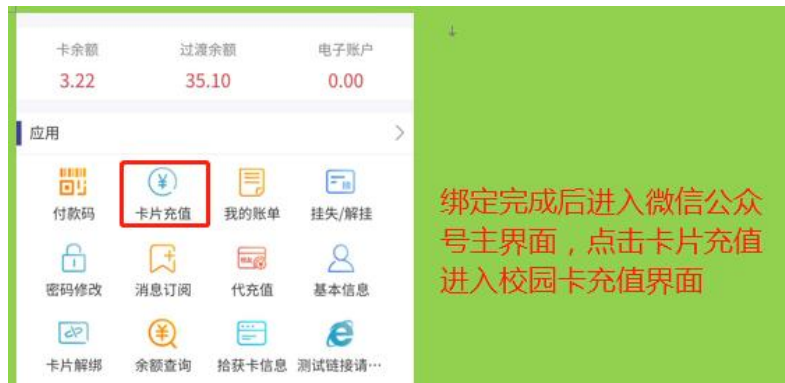 卡余额 过渡余额 电子账户
3.22 35.10 0.00
应用
付款码 卡片充值 我的账单 挂失/解挂
密码修改 消息订阅 代充值 基本信息
卡片解绑 余额查询 拾获卡信息 测试链接请…
绑定完成后进入微信公众
号主界面，点击卡片充值
进入校园卡充值界面